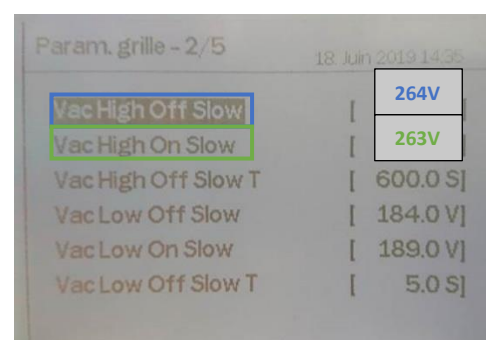 Param. grille - 2/5
18. Juin 2019 14:35
Vac High Off Slow [ 264V ]
Vac High On Slow [ 263V ]
Vac High Off Slow T [ 600.0 S]
Vac Low Off Slow [ 184.0 V]
Vac Low On Slow [ 189.0 V]
Vac Low Off Slow T [ 5.0 S]